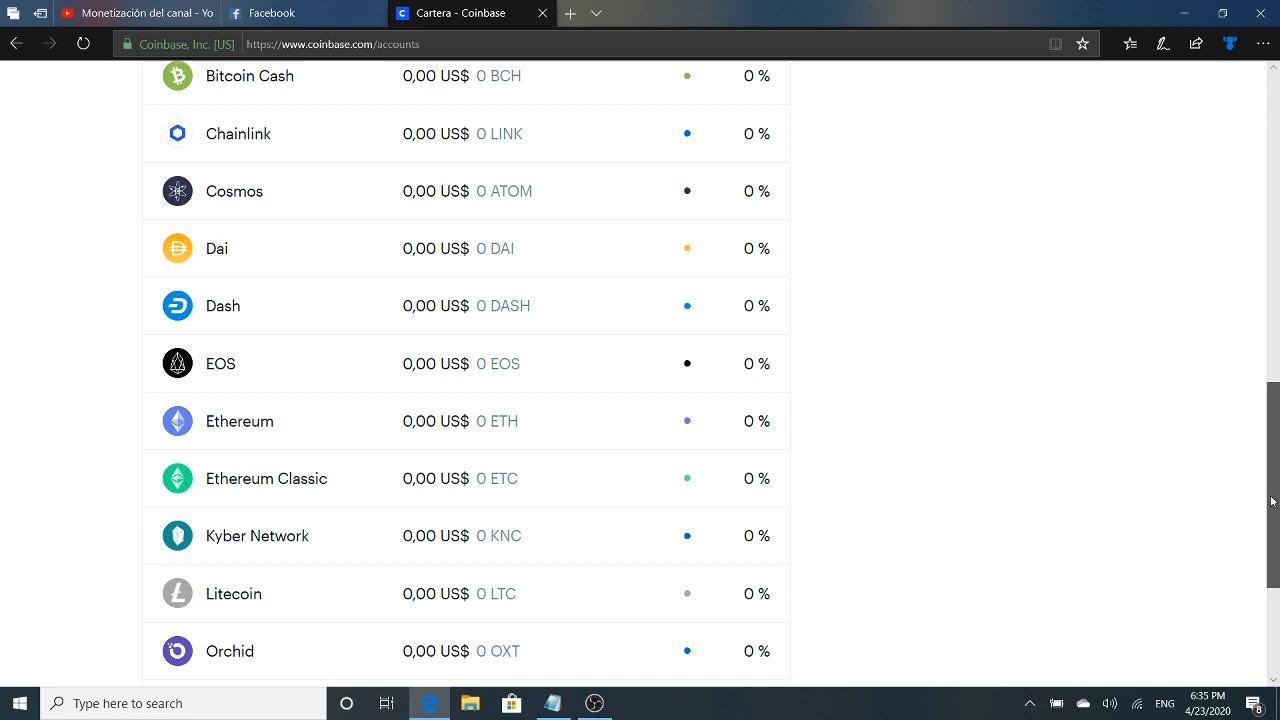 Monetización del canal - Yo
Facebook
Cartera - Coinbase
Coinbase, Inc. [US] https://www.coinbase.com/accounts
Bitcoin Cash 0,00 US$ 0 BCH 0 %
Chainlink 0,00 US$ 0 LINK 0 %
Cosmos 0,00 US$ 0 ATOM 0 %
Dai 0,00 US$ 0 DAI 0 %
Dash 0,00 US$ 0 DASH 0 %
EOS 0,00 US$ 0 EOS 0 %
Ethereum 0,00 US$ 0 ETH 0 %
Ethereum Classic 0,00 US$ 0 ETC 0 %
Kyber Network 0,00 US$ 0 KNC 0 %
Litecoin 0,00 US$ 0 LTC 0 %
Orchid 0,00 US$ 0 OXT 0 %
Type here to search
ENG
6:35 PM
4/23/2020
8